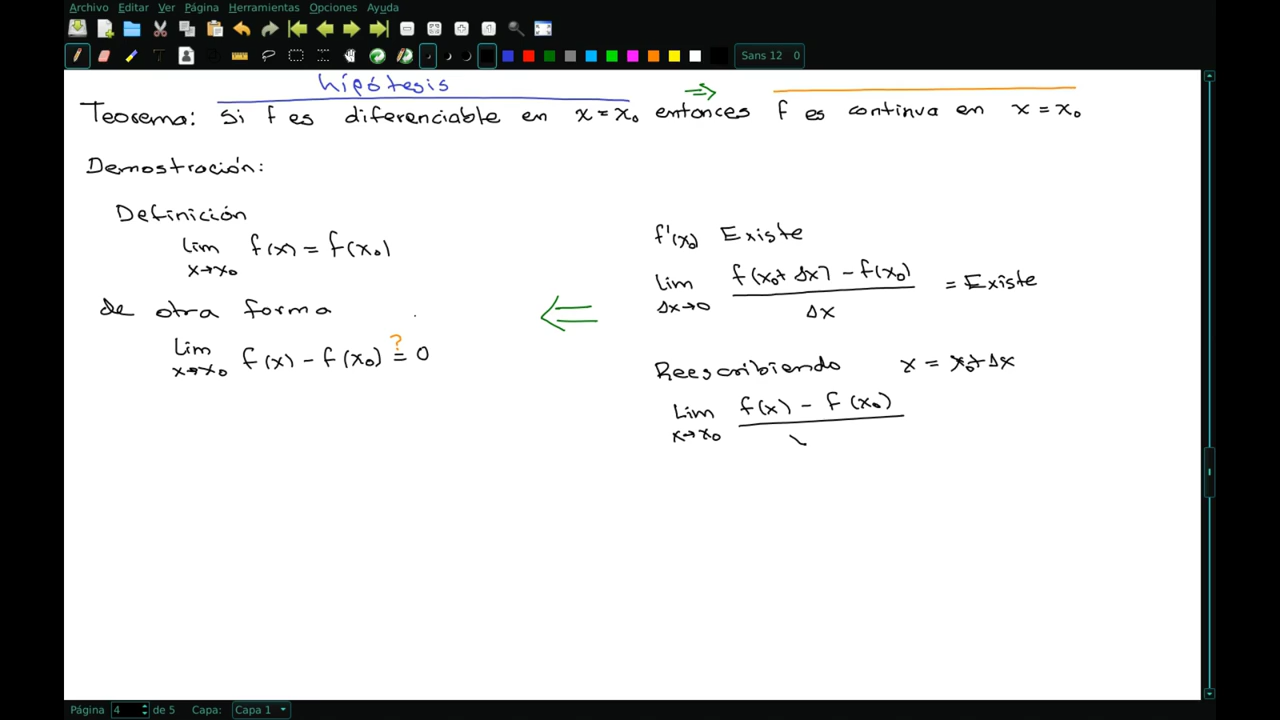 Archivo Editar Ver Página Herramientas Opciones Ayuda
Sans 12 0
hipótesis
Teorema: Si f es diferenciable en x = x₀ entonces f es continua en x = x₀
⇒
Demostración:
Definición
lim f(x) = f(x₀)
x→x₀
de otra forma
Lim f(x) - f(x₀) = 0
?
x→x₀
f'(x₀) Existe
lim f(x₀+Δx) - f(x₀) = Existe
Δx→0 Δx
⇐
Reescribiendo x = x₀+Δx
Lim f(x) - f(x₀)
x→x₀
Página 4 de 5 Capa: Capa 1